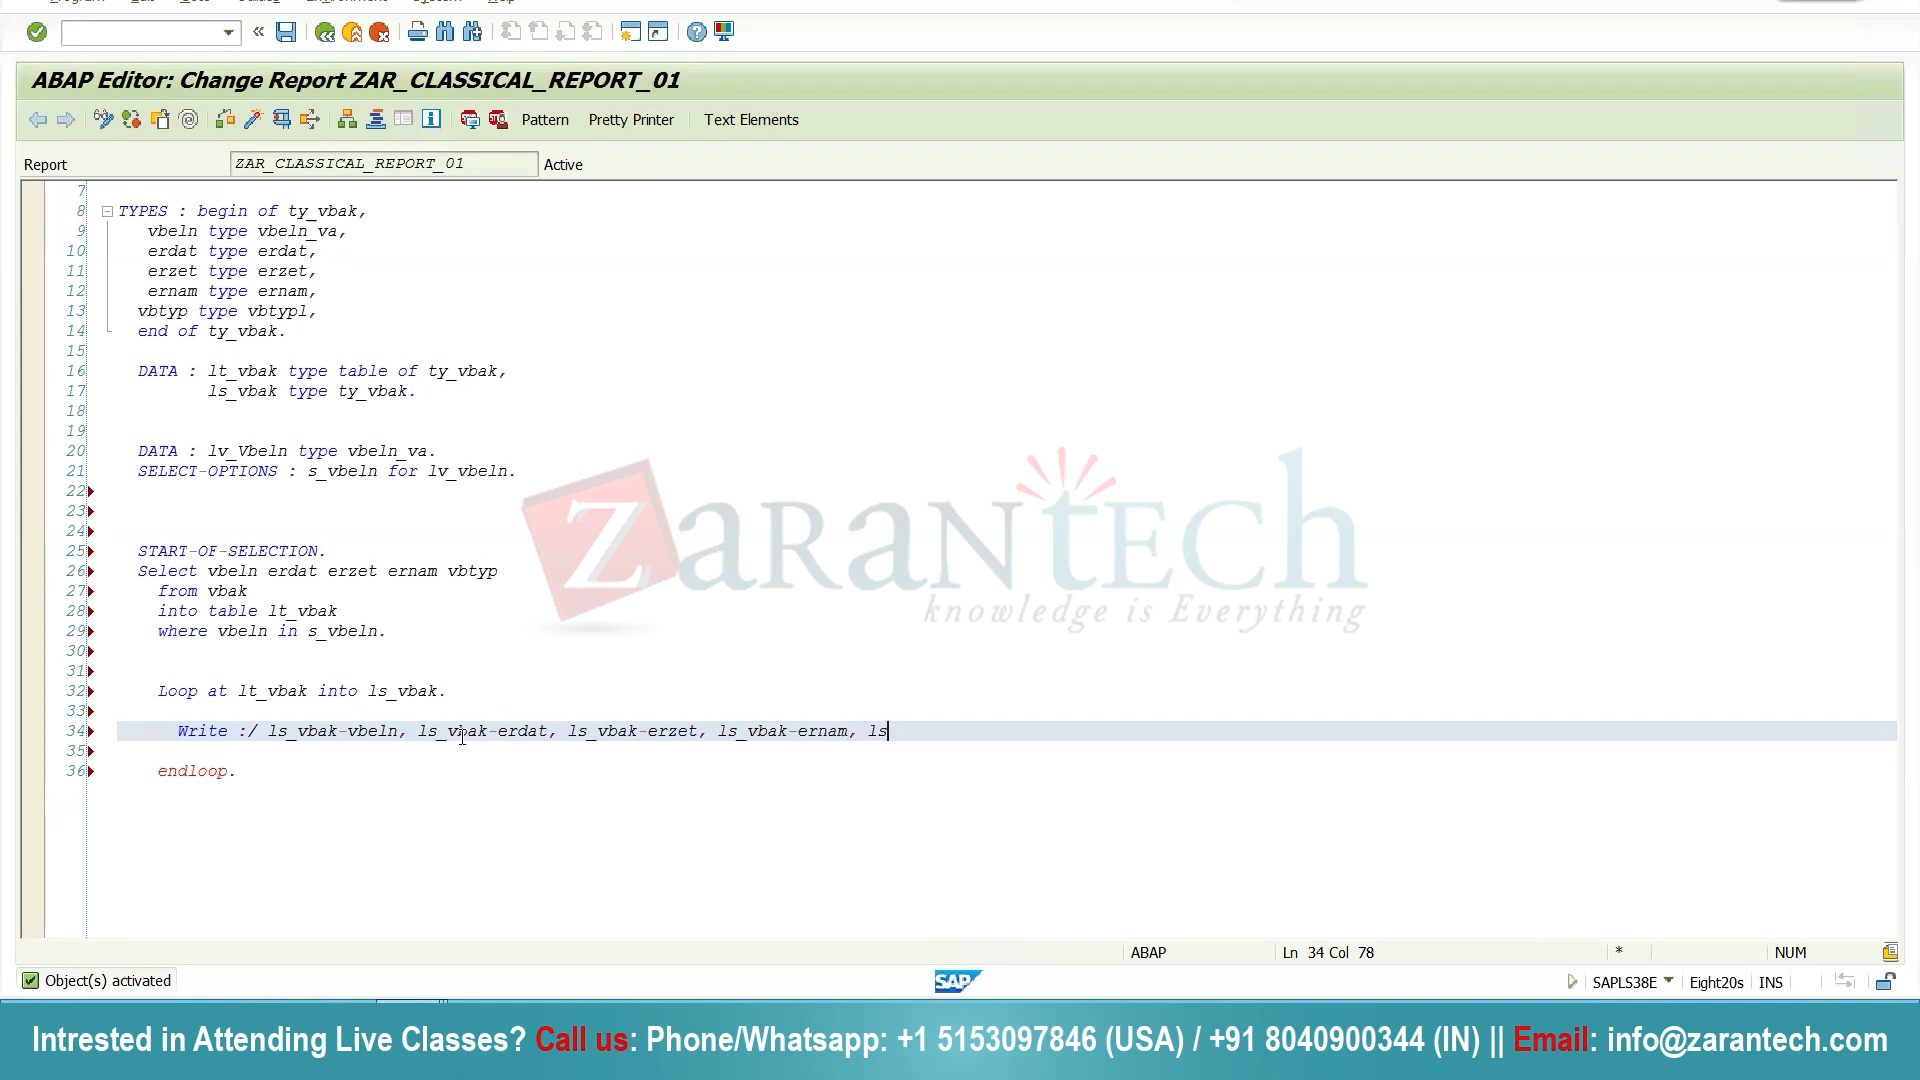 ABAP Editor: Change Report ZAR_CLASSICAL_REPORT_01
Pattern Pretty Printer Text Elements
Report ZAR_CLASSICAL_REPORT_01 Active
7
8 TYPES : begin of ty_vbak,
9 vbeln type vbeln_va,
10 erdat type erdat,
11 erzet type erzet,
12 ernam type ernam,
13 vbtyp type vbtypl,
14 end of ty_vbak.
15
16 DATA : lt_vbak type table of ty_vbak,
17 ls_vbak type ty_vbak.
18
19
20 DATA : lv_Vbeln type vbeln_va.
21 SELECT-OPTIONS : s_vbeln for lv_vbeln.
22
23
24
25 START-OF-SELECTION.
26 Select vbeln erdat erzet ernam vbtyp
27 from vbak
28 into table lt_vbak
29 where vbeln in s_vbeln.
30
31
32 Loop at lt_vbak into ls_vbak.
33
34 Write :/ ls_vbak-vbeln, ls_vbak-erdat, ls_vbak-erzet, ls_vbak-ernam, ls
35
36 endloop.
ZaranTech
knowledge is Everything
ABAP Ln 34 Col 78 * NUM
Object(s) activated SAP SAPLS38E Eight20s INS
Intrested in Attending Live Classes? Call us: Phone/Whatsapp: +1 5153097846 (USA) / +91 8040900344 (IN) || Email: info@zarantech.com